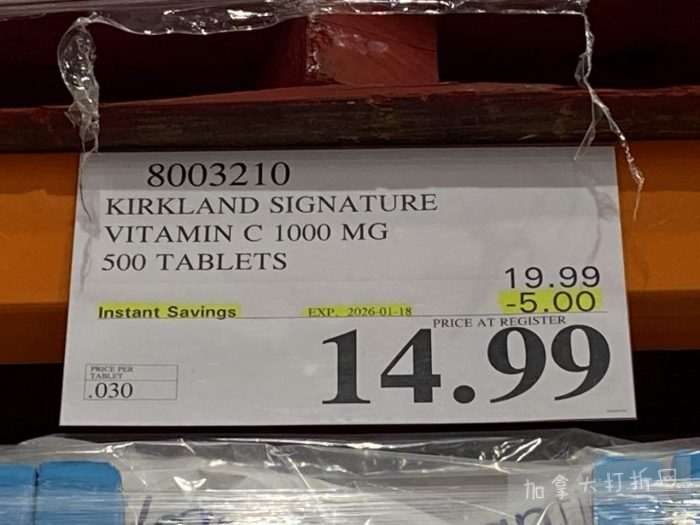 8003210
KIRKLAND SIGNATURE
VITAMIN C 1000 MG
500 TABLETS
19.99
Instant Savings EXP. 2026-01-18 -5.00
PRICE AT REGISTER
14.99
PRICE PER
TABLET
.030
加拿大打折网